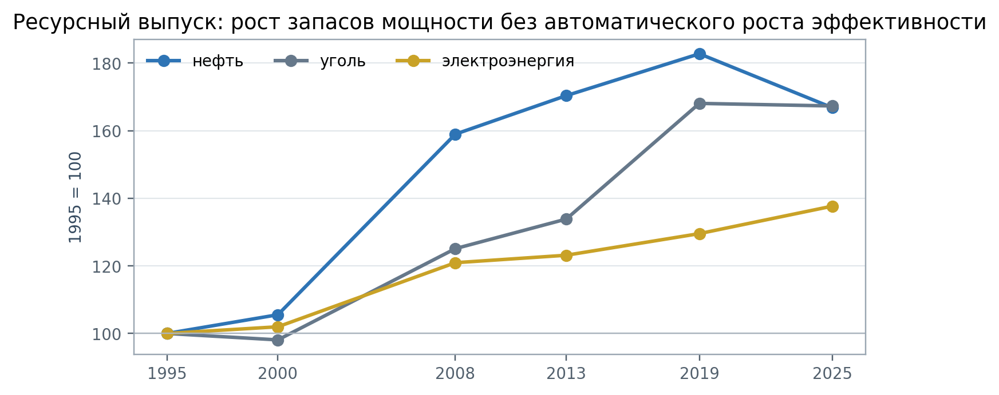 Ресурсный выпуск: рост запасов мощности без автоматического роста эффективности
нефть уголь электроэнергия
1995 = 100
180
160
140
120
100
1995 2000 2008 2013 2019 2025